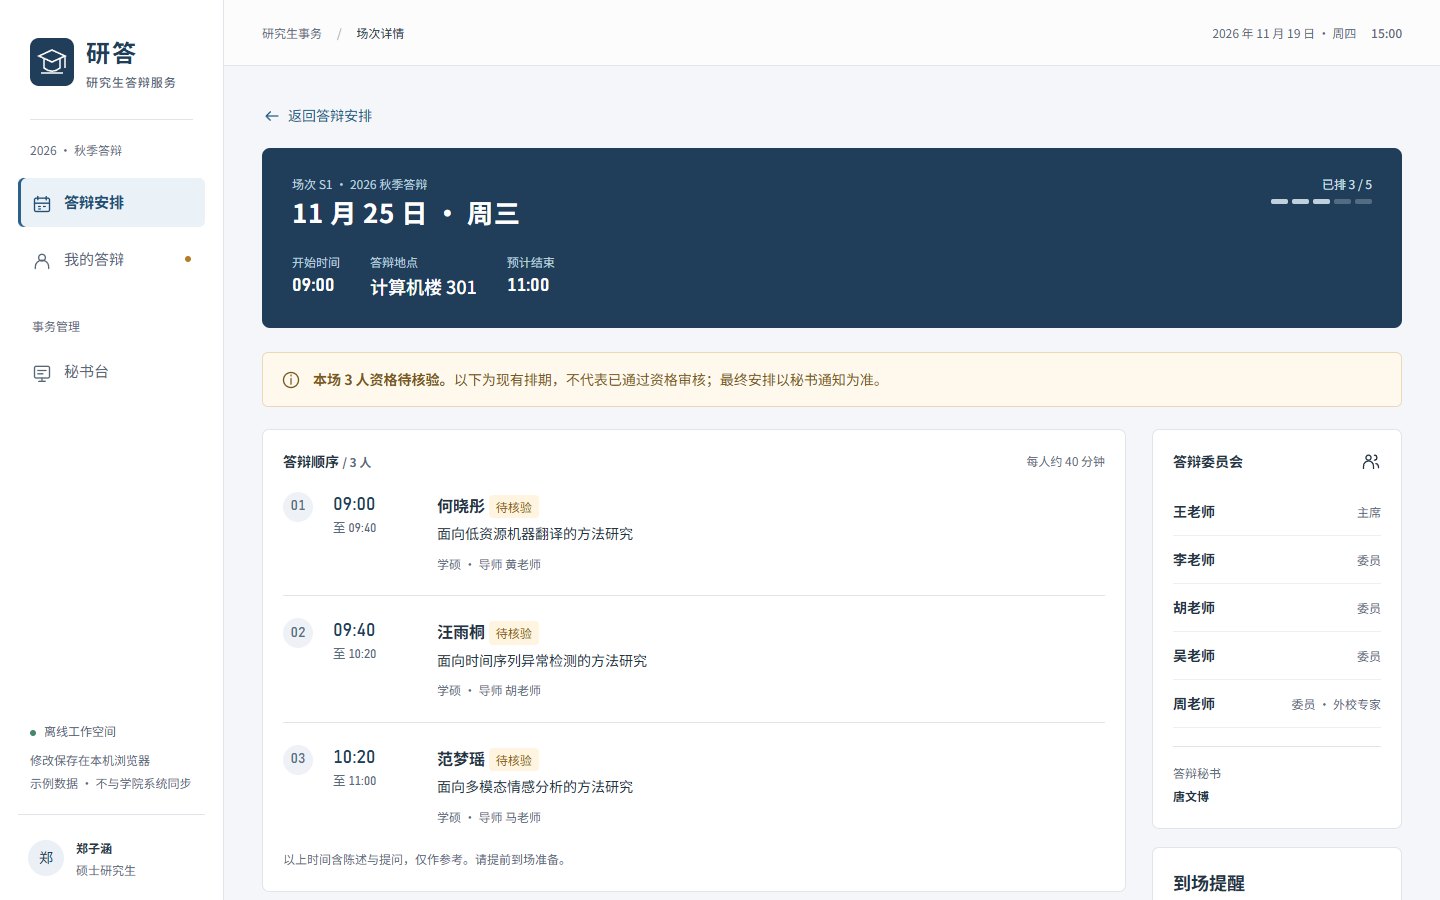 研答
研究生答辩服务
2026 · 秋季答辩
答辩安排
我的答辩
事务管理
秘书台
离线工作空间
修改保存在本机浏览器
示例数据 · 不与学院系统同步
郑
郑子涵
硕士研究生
研究生事务 / 场次详情
2026 年 11 月 19 日 · 周四 15:00
返回答辩安排
场次 S1 · 2026 秋季答辩
已排 3 / 5
11 月 25 日 · 周三
开始时间 答辩地点 预计结束
09:00 计算机楼 301 11:00
本场 3 人资格待核验。以下为现有排期，不代表已通过资格审核；最终安排以秘书通知为准。
答辩顺序 / 3 人
每人约 40 分钟
01 09:00 何晓彤 待核验
至 09:40 面向低资源机器翻译的方法研究
学硕 · 导师 黄老师
02 09:40 汪雨桐 待核验
至 10:20 面向时间序列异常检测的方法研究
学硕 · 导师 胡老师
03 10:20 范梦瑶 待核验
至 11:00 面向多模态情感分析的方法研究
学硕 · 导师 马老师
以上时间含陈述与提问，仅作参考。请提前到场准备。
答辩委员会
王老师 主席
李老师 委员
胡老师 委员
吴老师 委员
周老师 委员 · 外校专家
答辩秘书
唐文博
到场提醒